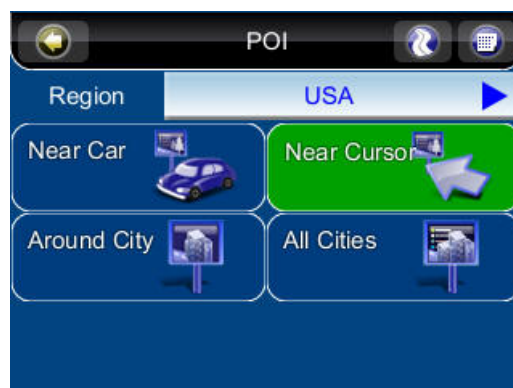 POI
Region USA
Near Car Near Cursor
Around City All Cities